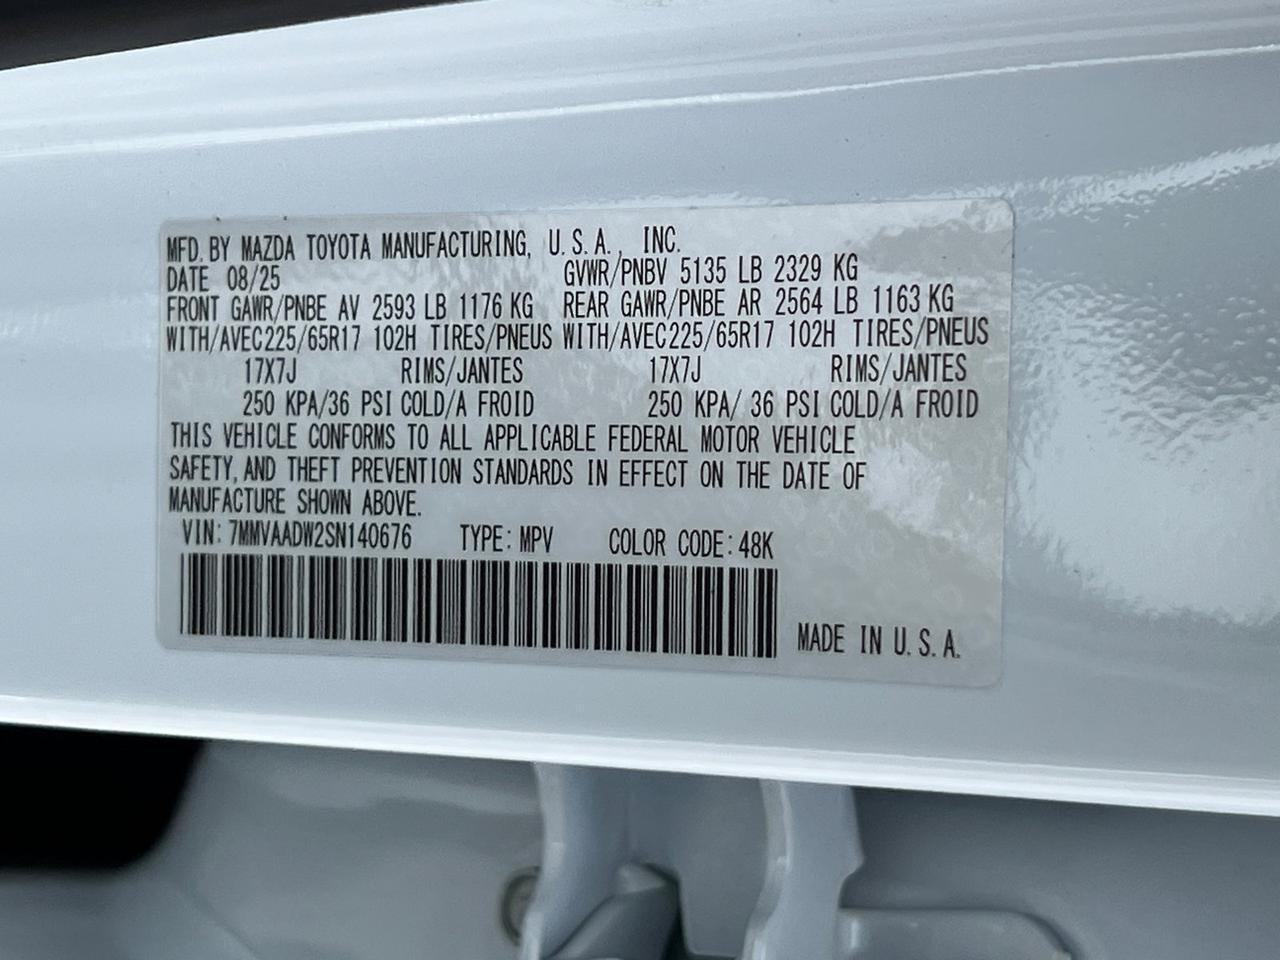 MFD. BY MAZDA TOYOTA MANUFACTURING, U.S.A., INC.
DATE 08/25 GVWR/PNBV 5135 LB 2329 KG
FRONT GAWR/PNBE AV 2593 LB 1176 KG REAR GAWR/PNBE AR 2564 LB 1163 KG
WITH/AVEC225/65R17 102H TIRES/PNEUS WITH/AVEC225/65R17 102H TIRES/PNEUS
17X7J RIMS/JANTES 17X7J RIMS/JANTES
250 KPA/36 PSI COLD/A FROID 250 KPA/ 36 PSI COLD/A FROID
THIS VEHICLE CONFORMS TO ALL APPLICABLE FEDERAL MOTOR VEHICLE
SAFETY, AND THEFT PREVENTION STANDARDS IN EFFECT ON THE DATE OF
MANUFACTURE SHOWN ABOVE.
VIN: 7MMVAADW2SN140676 TYPE: MPV COLOR CODE: 48K
MADE IN U.S.A.